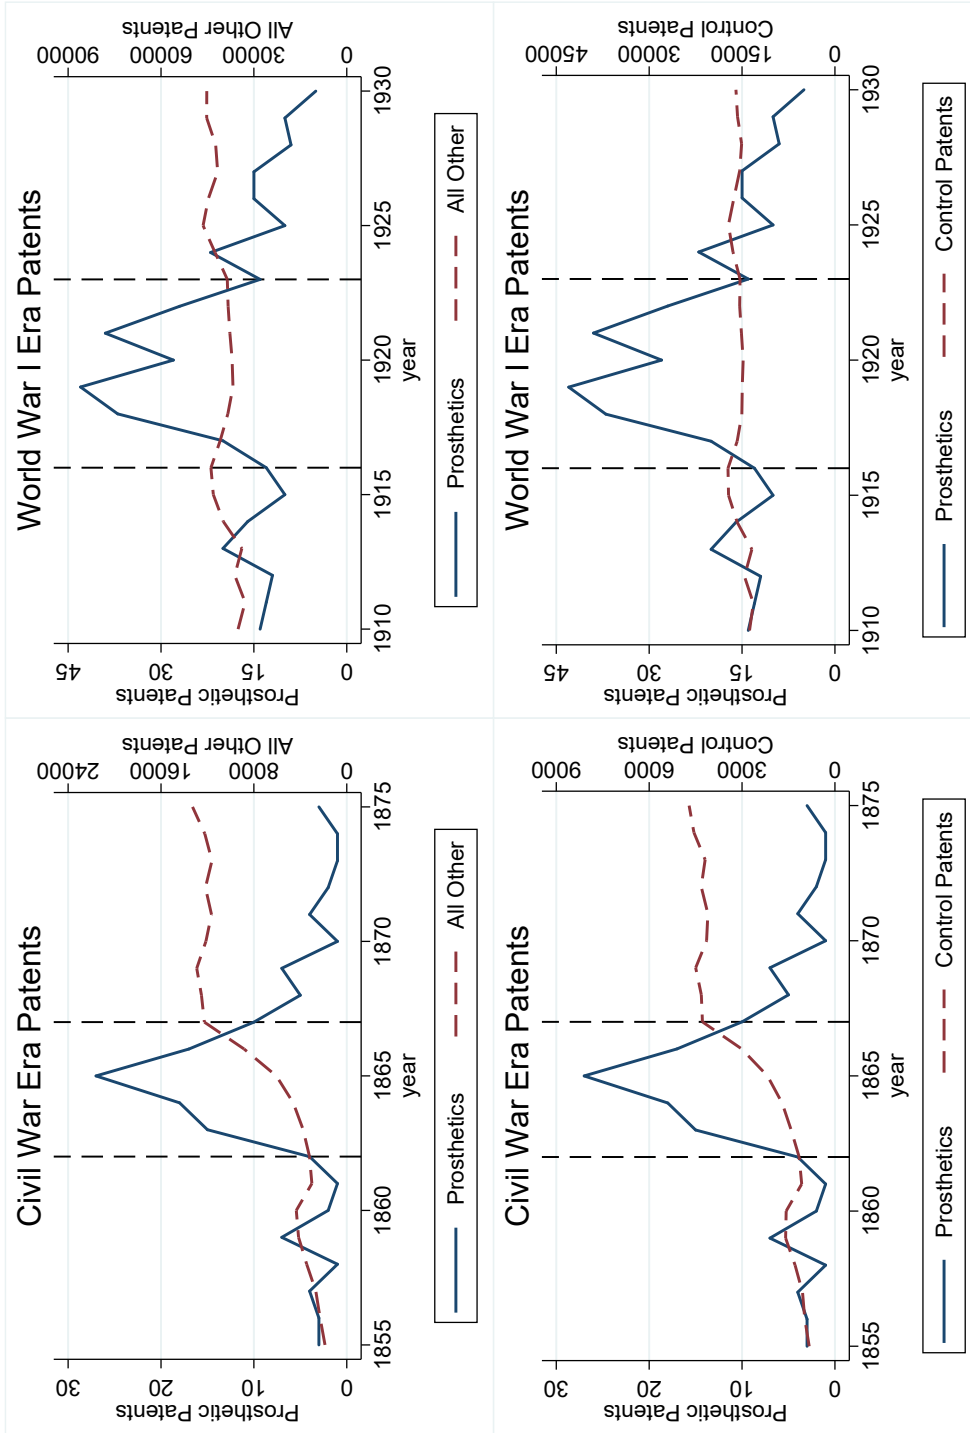 Civil War Era Patents
Prosthetic Patents
All Other Patents
0 10 20 30
0 8000 16000 24000
1855 1860 1865 1870 1875
year
Prosthetics All Other
World War I Era Patents
Prosthetic Patents
All Other Patents
0 15 30 45
0 30000 60000 90000
1910 1915 1920 1925 1930
year
Prosthetics All Other
Civil War Era Patents
Prosthetic Patents
Control Patents
0 10 20 30
0 3000 6000 9000
1855 1860 1865 1870 1875
year
Prosthetics Control Patents
World War I Era Patents
Prosthetic Patents
Control Patents
0 15 30 45
0 15000 30000 45000
1910 1915 1920 1925 1930
year
Prosthetics Control Patents